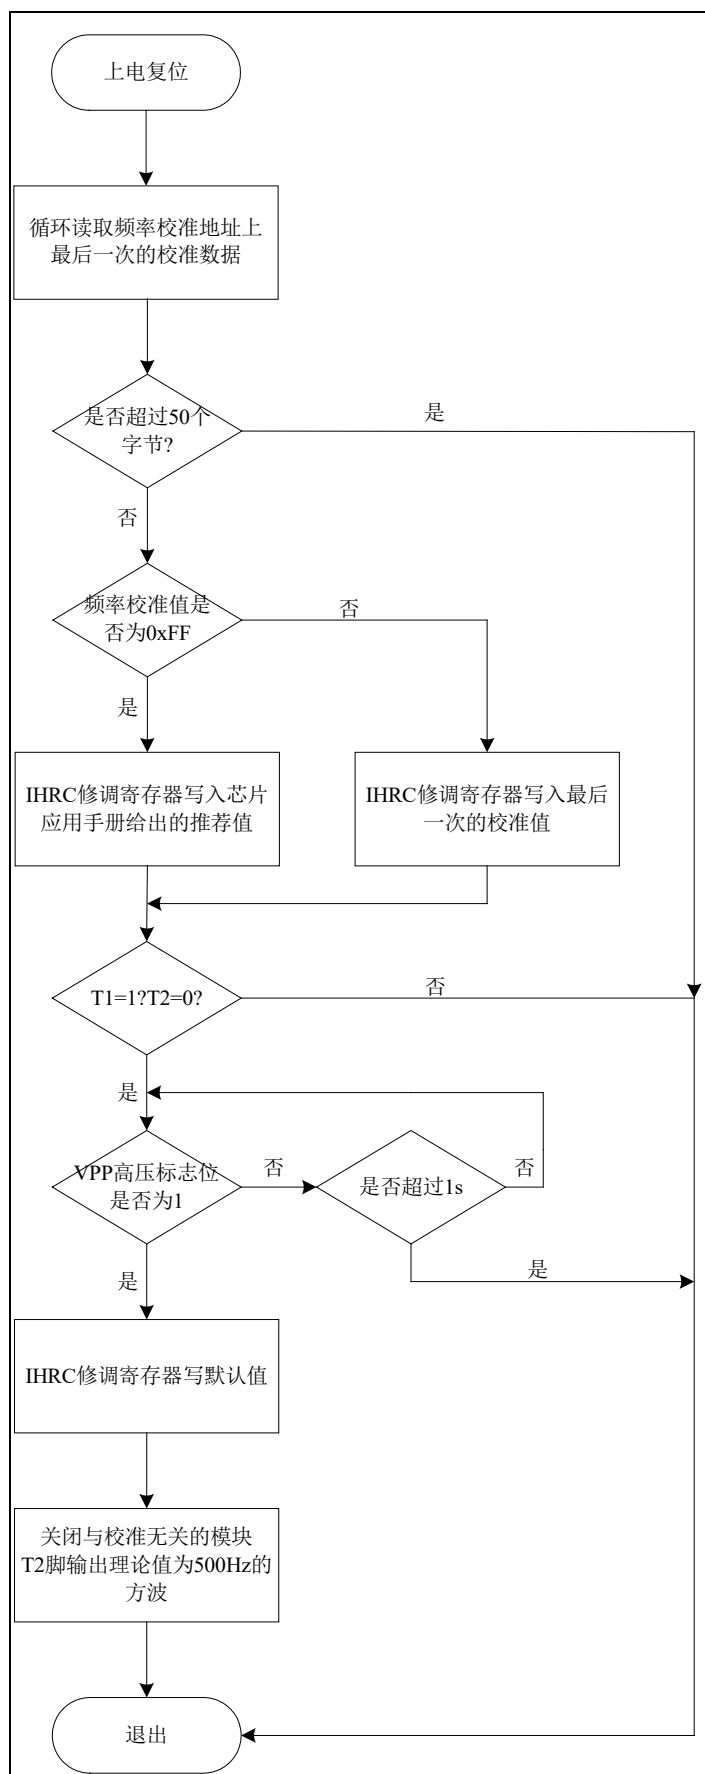 上电复位
循环读取频率校准地址上
最后一次的校准数据
是否超过50个
字节?
是
否
频率校准值是
否为0xFF
否
是
IHRC修调寄存器写入芯片
应用手册给出的推荐值
IHRC修调寄存器写入最后
一次的校准值
T1=1?T2=0?
否
是
VPP高压标志位
是否为1
否
是否超过1s
否
是
是
IHRC修调寄存器写默认值
关闭与校准无关的模块
T2脚输出理论值为500Hz的
方波
退出